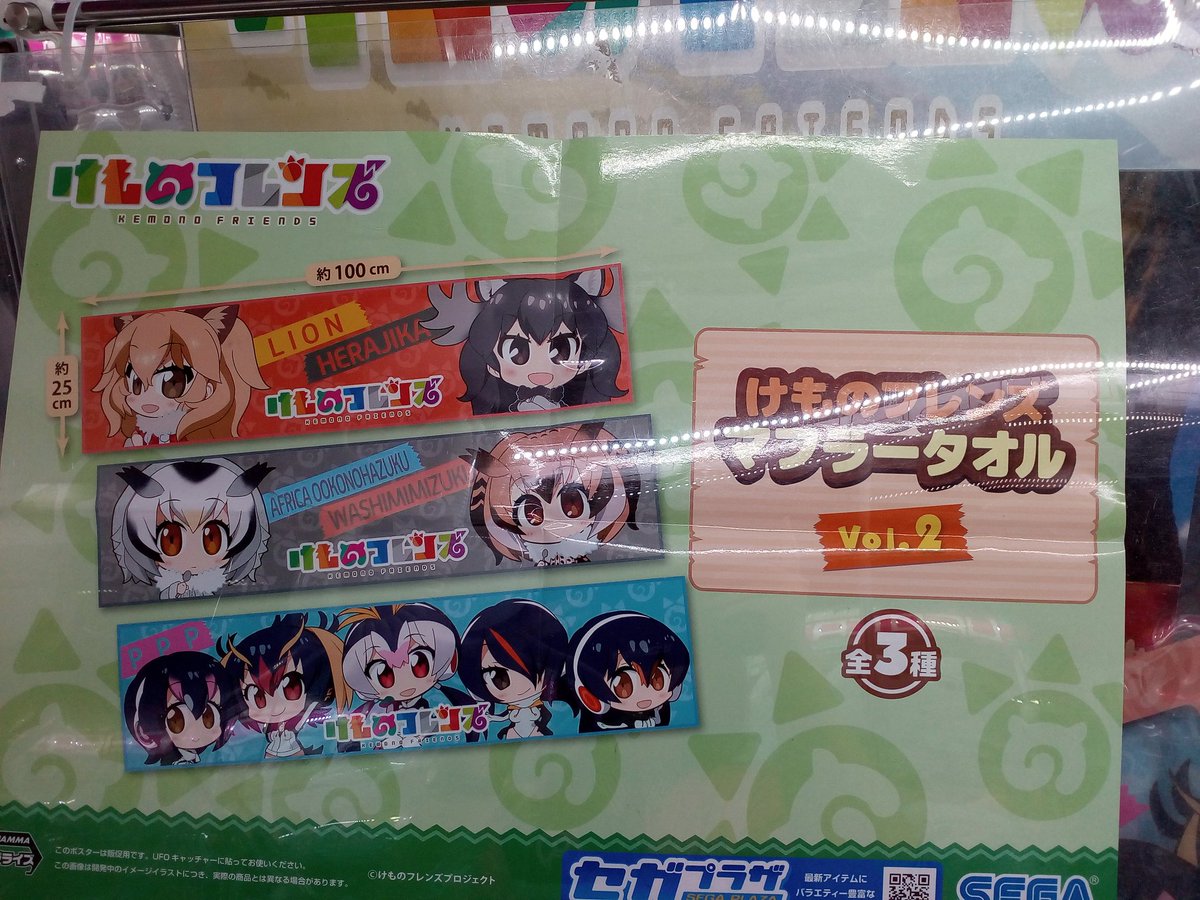 KEMONO FRIENDS
けものフレンズ
KEMONO FRIENDS
約100cm
約
25
cm
LION
HERAJIKA
けものフレンズ
KEMONO FRIENDS
AFRICA OOKONOHAZUKU
WASHIMIMIZUKU
けものフレンズ
KEMONO FRIENDS
PPP
けものフレンズ
KEMONO FRIENDS
けものフレンズ
マフラータオル
Vol.2
全3種
このポスターは販促用です。UFOキャッチャーに貼ってお使いください。
この画像は開発中のイメージイラストにつき、実際の商品とは異なる場合があります。
©けものフレンズプロジェクト
セガプラザ
SEGA PLAZA
最新アイテムに
バラエティー豊富な
SEGA®